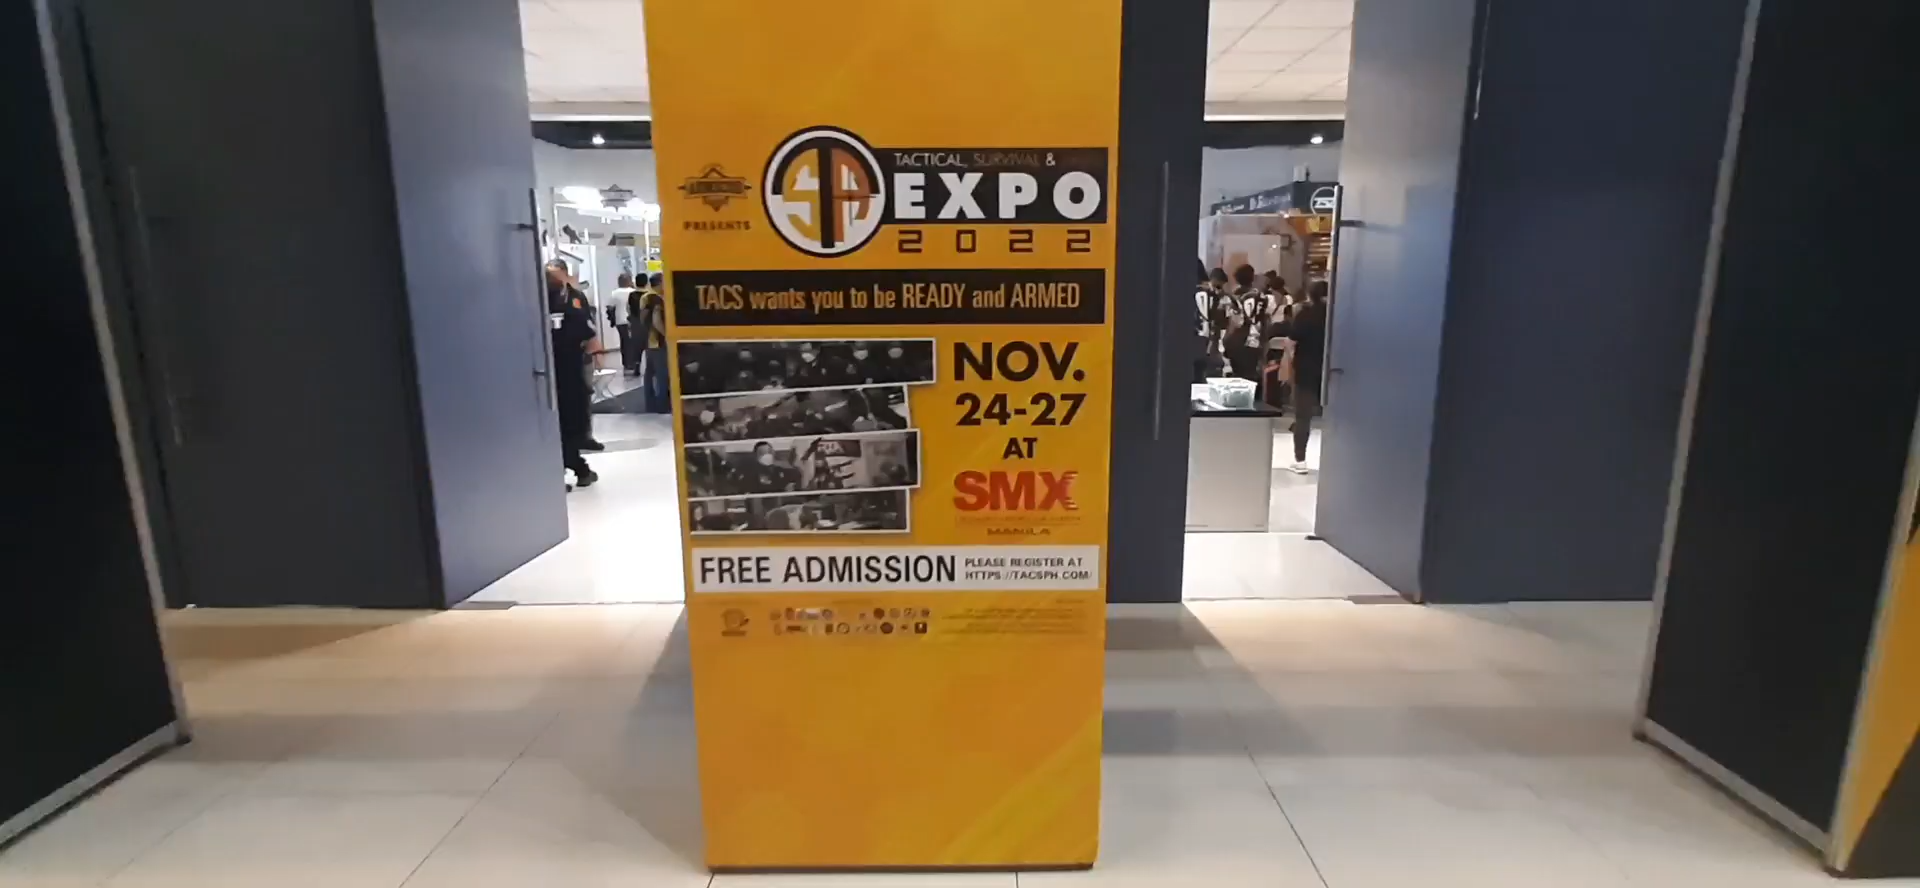 PRESENTS
TACTICAL, SURVIVAL &
EXPO
2022
TACS wants you to be READY and ARMED
NOV.
24-27
AT
SMX
MANILA
FREE ADMISSION
PLEASE REGISTER AT
HTTPS://TACSPH.COM/